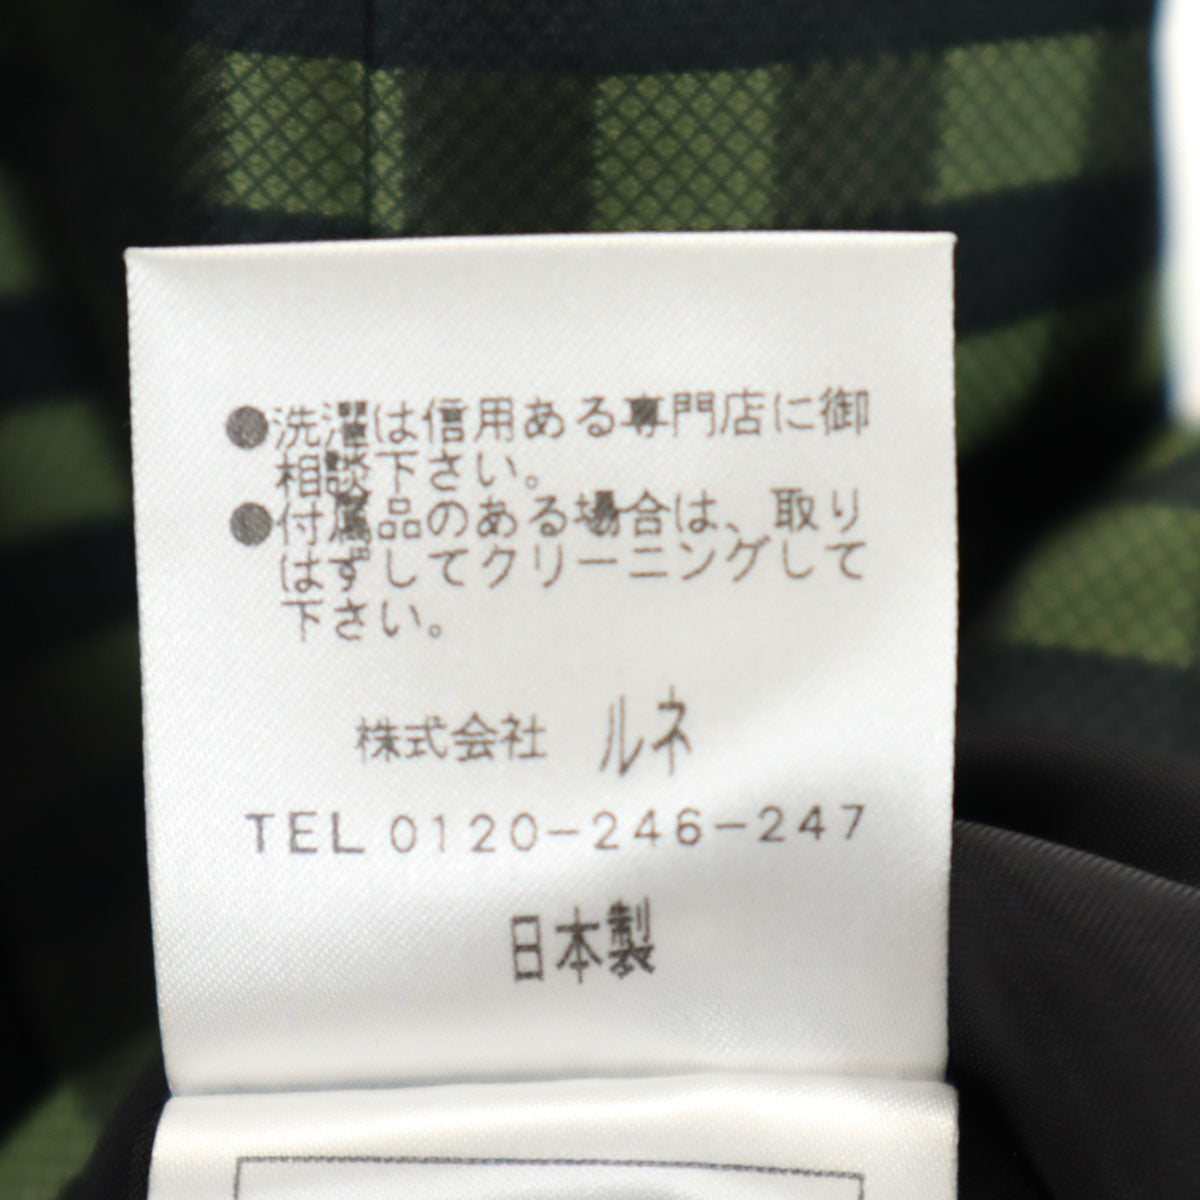 ●洗濯は信用ある専門店に御
相談下さい。
●付属品のある場合は、取り
はずしてクリーニングして
下さい。
株式会社 ルネ
TEL 0120-246-247
日本製